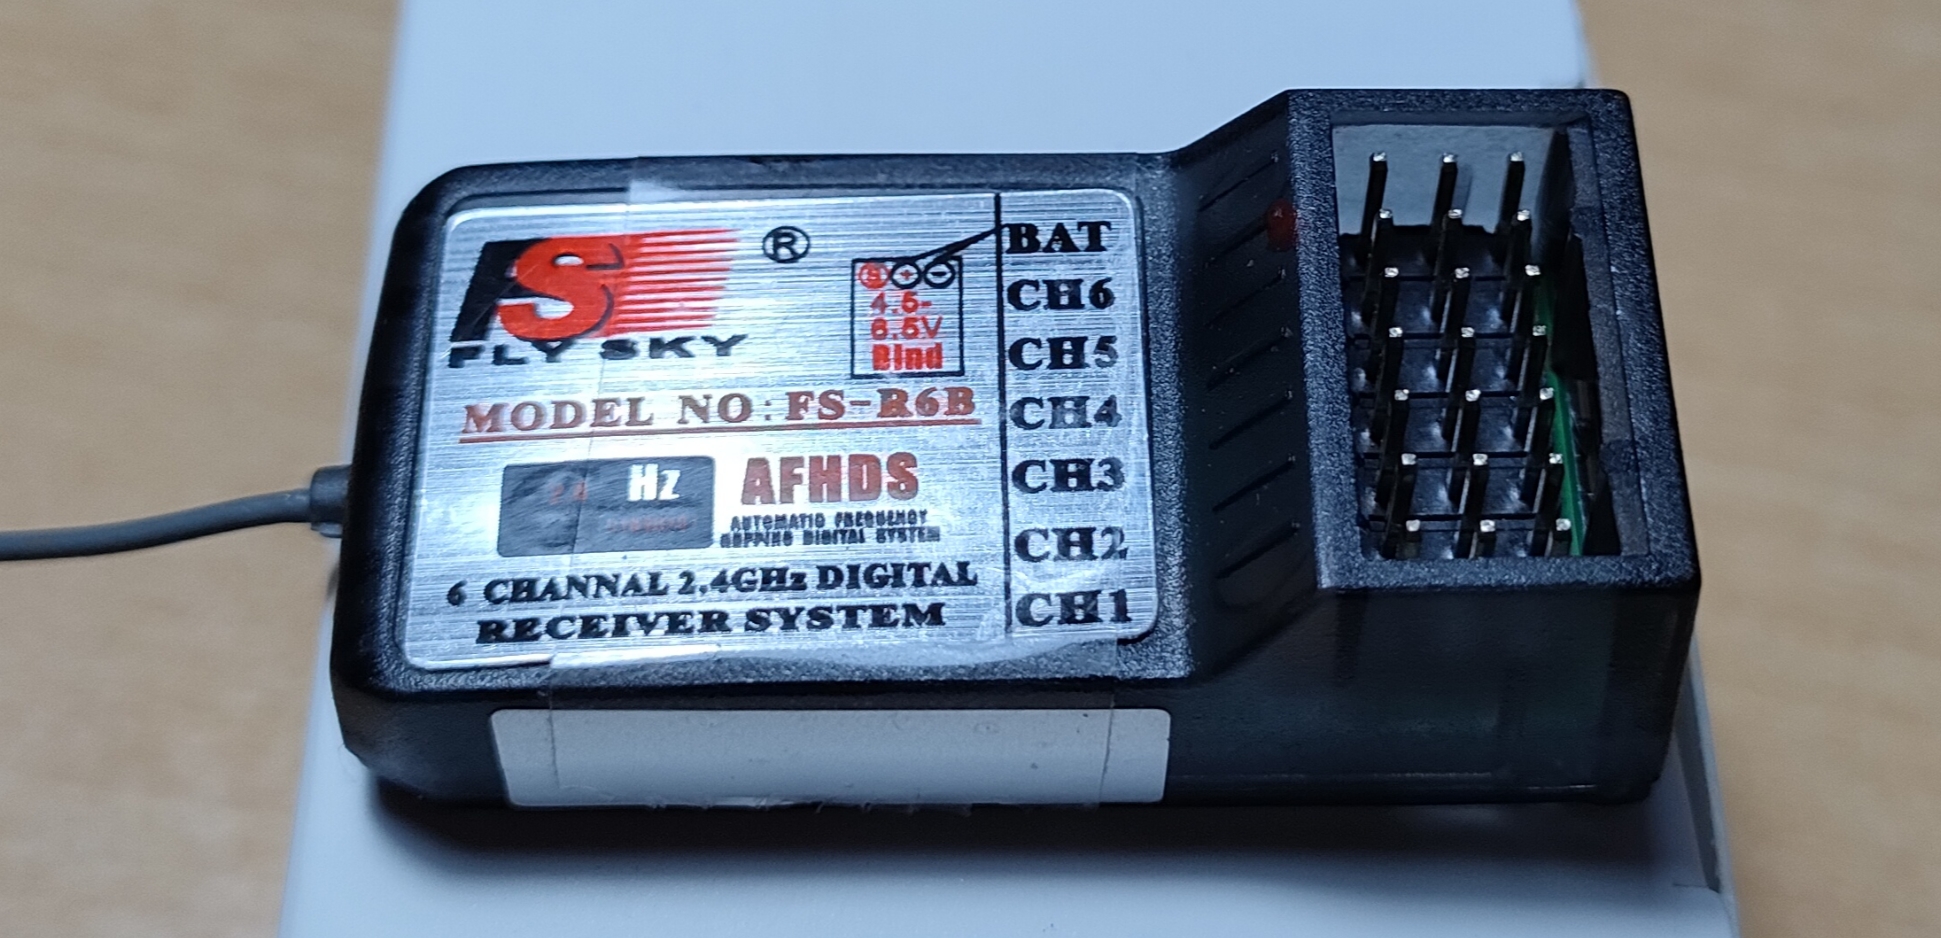 FS
FLY SKY
®
S + -
4.5-
6.5V
Bind
MODEL NO: FS-R6B
Hz
AFHDS
AUTOMATIC FREQUENCY
HOPPING DIGITAL SYSTEM
6 CHANNAL 2.4GHz DIGITAL
RECEIVER SYSTEM
BAT
CH6
CH5
CH4
CH3
CH2
CH1